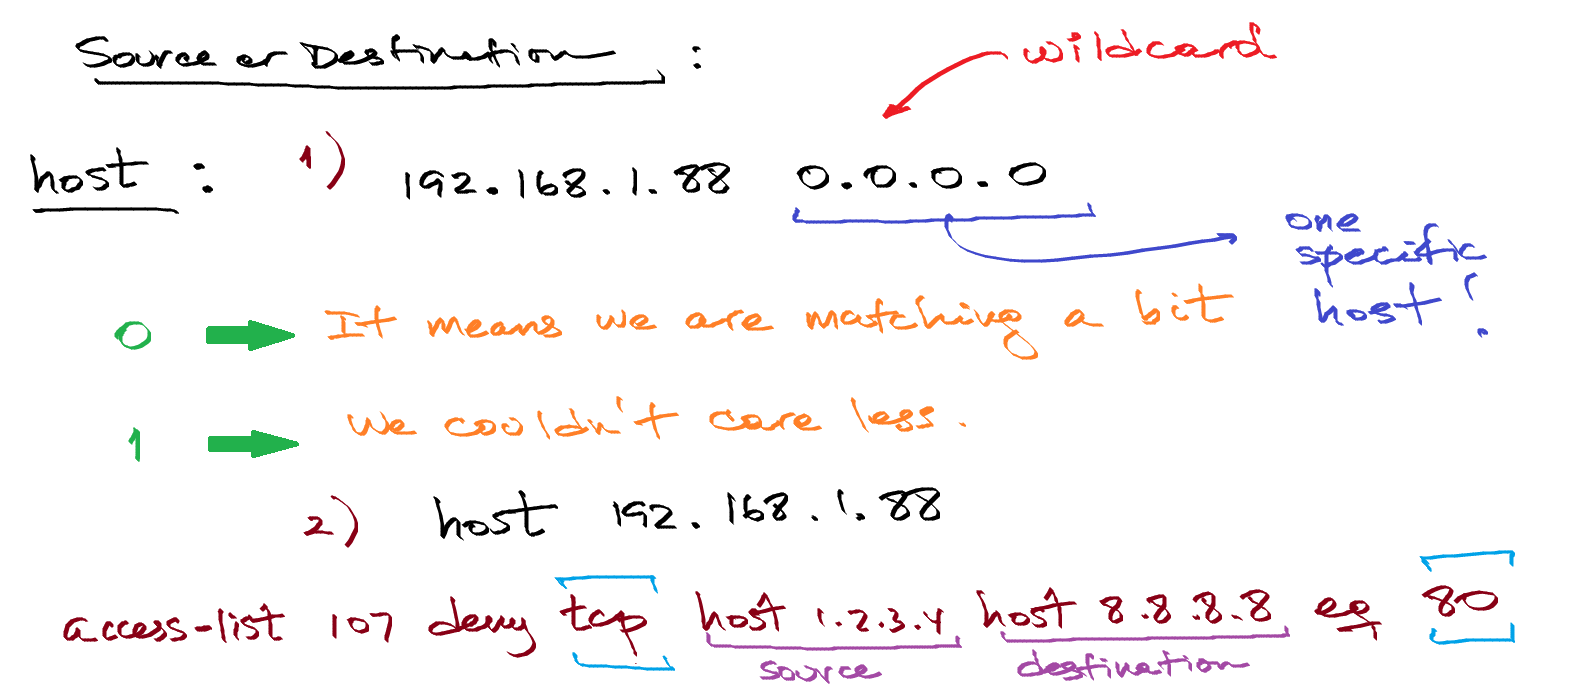 Source or Destination :
wildcard
host : 1) 192.168.1.88 0.0.0.0
one
specific
host!
0 It means we are matching a bit
1 We couldn't care less.
2) host 192.168.1.88
access-list 107 deny tcp host 1.2.3.4 host 8.8.8.8 eq 80
source destination